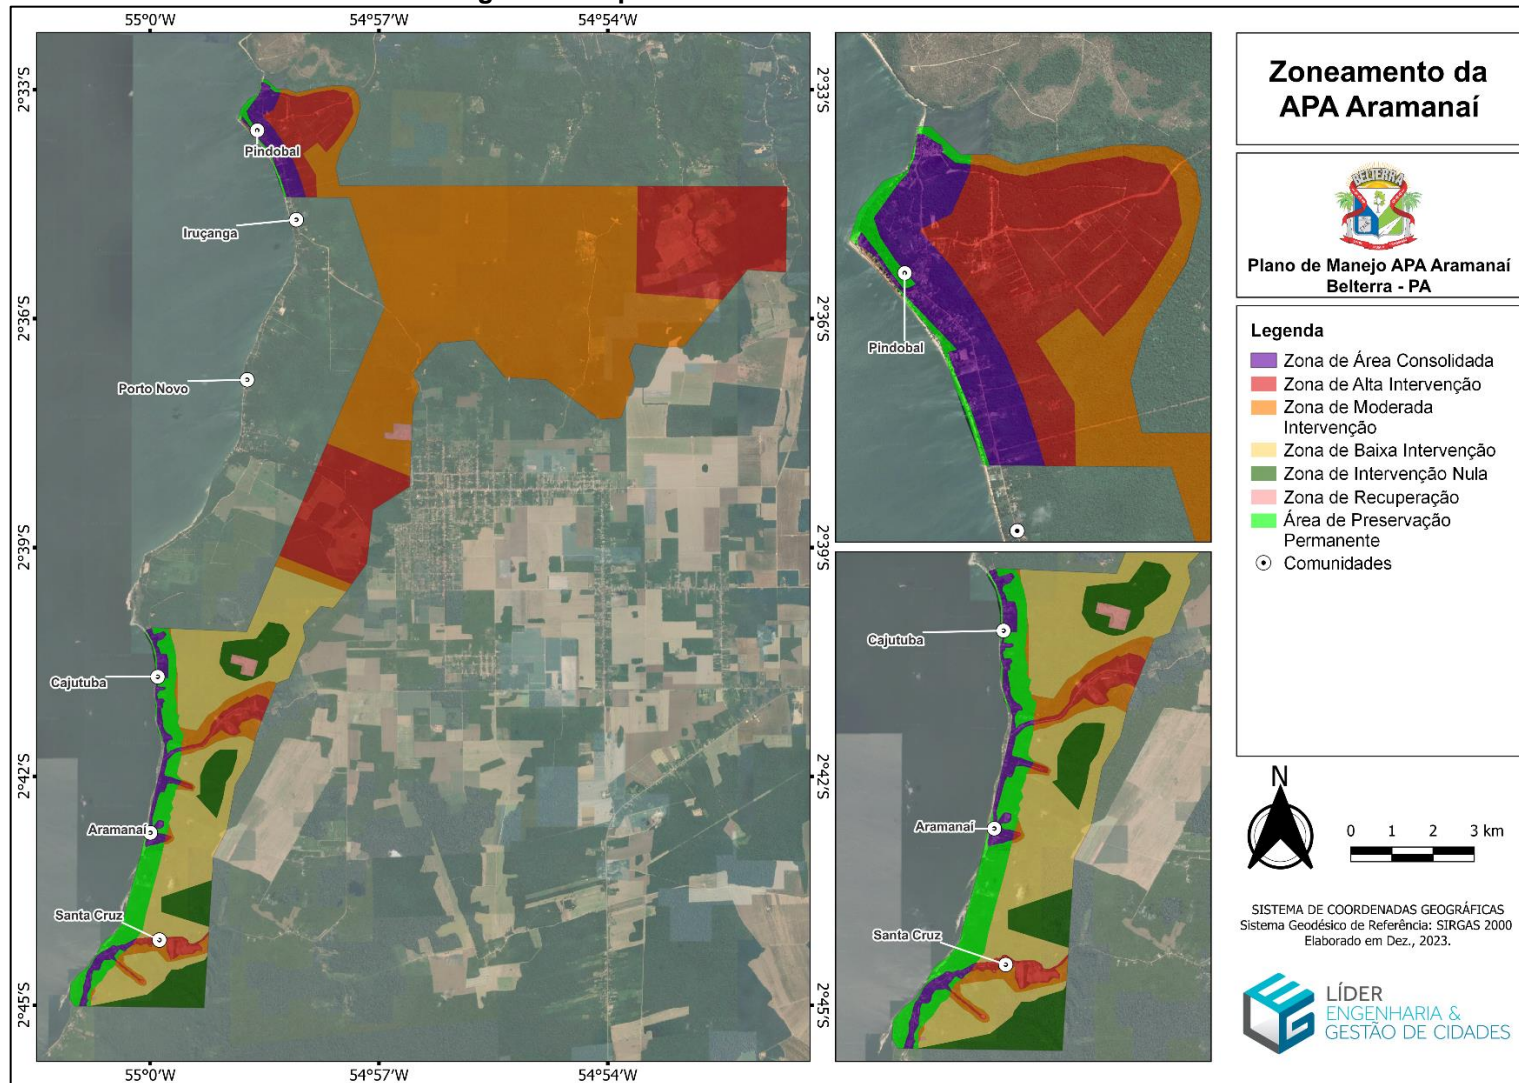 55°0'W 54°57'W 54°54'W
2°33'S
2°36'S
2°39'S
2°42'S
2°45'S
Pindobal
Iruçanga
Porto Novo
Cajutuba
Aramanaí
Santa Cruz
55°0'W 54°57'W 54°54'W
2°33'S
2°36'S
2°39'S
2°42'S
2°45'S
Pindobal
Cajutuba
Aramanaí
Santa Cruz
Zoneamento da
APA Aramanaí
BELTERRA
Plano de Manejo APA Aramanaí
Belterra - PA
Legenda
Zona de Área Consolidada
Zona de Alta Intervenção
Zona de Moderada
Intervenção
Zona de Baixa Intervenção
Zona de Intervenção Nula
Zona de Recuperação
Área de Preservação
Permanente
Comunidades
N
0 1 2 3 km
SISTEMA DE COORDENADAS GEOGRÁFICAS
Sistema Geodésico de Referência: SIRGAS 2000
Elaborado em Dez., 2023.
LÍDER
ENGENHARIA &
GESTÃO DE CIDADES